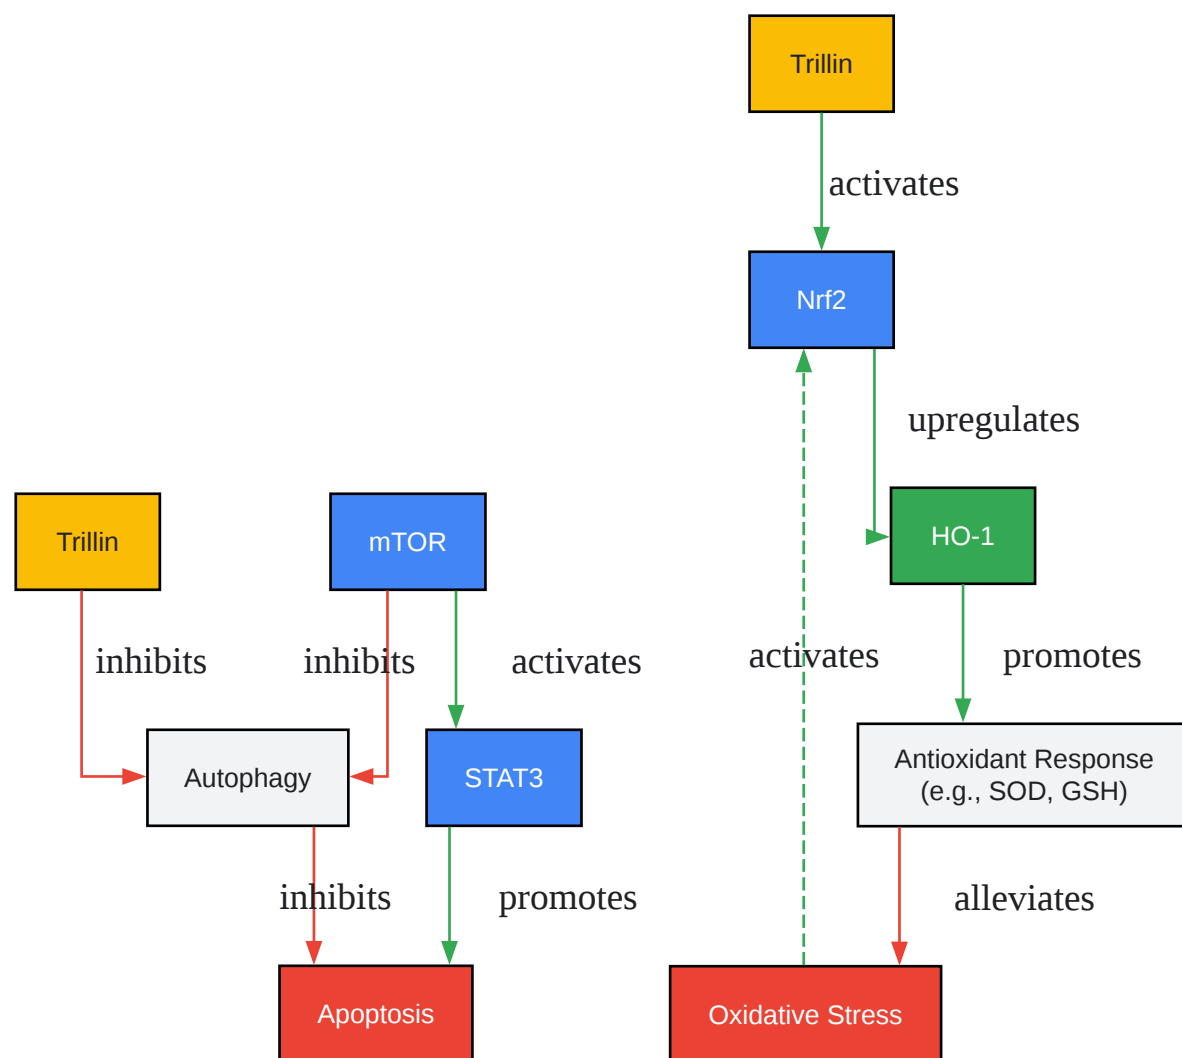 Trillin
activates
Nrf2
upregulates
Trillin
mTOR
HO-1
inhibits
inhibits
activates
activates
promotes
Autophagy
STAT3
Antioxidant Response
(e.g., SOD, GSH)
inhibits
promotes
alleviates
Apoptosis
Oxidative Stress